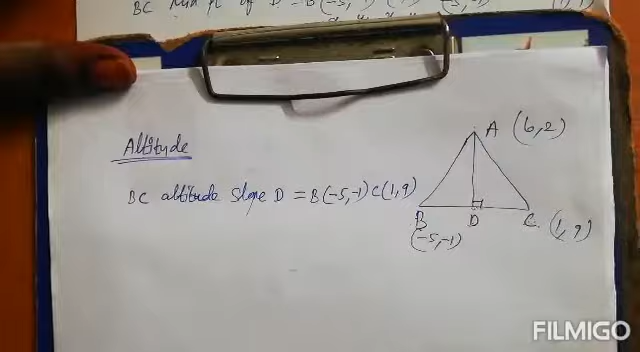 Altitude
A (6,2)
BC altitude slope D = B(-5,-1) C(1,9)
B D C (1,9)
(-5,-1)
FILMIGO